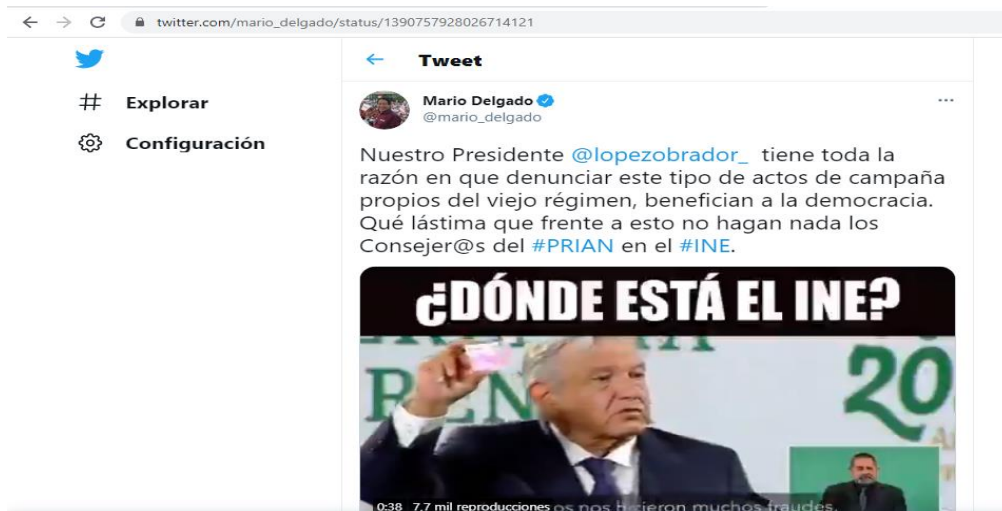 twitter.com/mario_delgado/status/1390757928026714121
Tweet
Explorar
Configuración
Mario Delgado
@mario_delgado
Nuestro Presidente @lopezobrador_ tiene toda la
razón en que denunciar este tipo de actos de campaña
propios del viejo régimen, benefician a la democracia.
Qué lástima que frente a esto no hagan nada los
Consejer@s del #PRIAN en el #INE.
¿DÓNDE ESTÁ EL INE?
20
0:38 7,7 mil reproducciones os nos hicieron muchos fraudes.